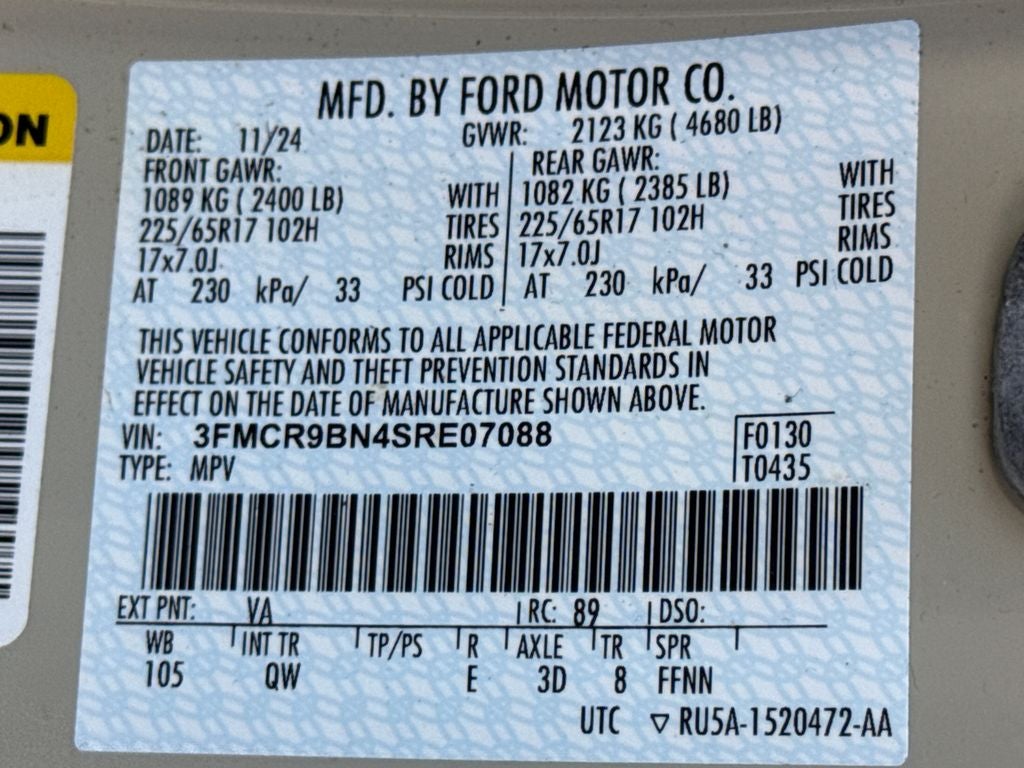 ON
MFD. BY FORD MOTOR CO.
DATE: 11/24 GVWR: 2123 KG ( 4680 LB)
FRONT GAWR: REAR GAWR:
1089 KG ( 2400 LB) WITH 1082 KG ( 2385 LB) WITH
225/65R17 102H TIRES 225/65R17 102H TIRES
17x7.0J RIMS 17x7.0J RIMS
AT 230 kPa/ 33 PSI COLD AT 230 kPa/ 33 PSI COLD
THIS VEHICLE CONFORMS TO ALL APPLICABLE FEDERAL MOTOR
VEHICLE SAFETY AND THEFT PREVENTION STANDARDS IN
EFFECT ON THE DATE OF MANUFACTURE SHOWN ABOVE.
VIN: 3FMCR9BN4SRE07088 F0130
TYPE: MPV T0435
EXT PNT: VA RC: 89 DSO:
WB INT TR TP/PS R AXLE TR SPR
105 QW E 3D 8 FFNN
UTC ▽ RU5A-1520472-AA